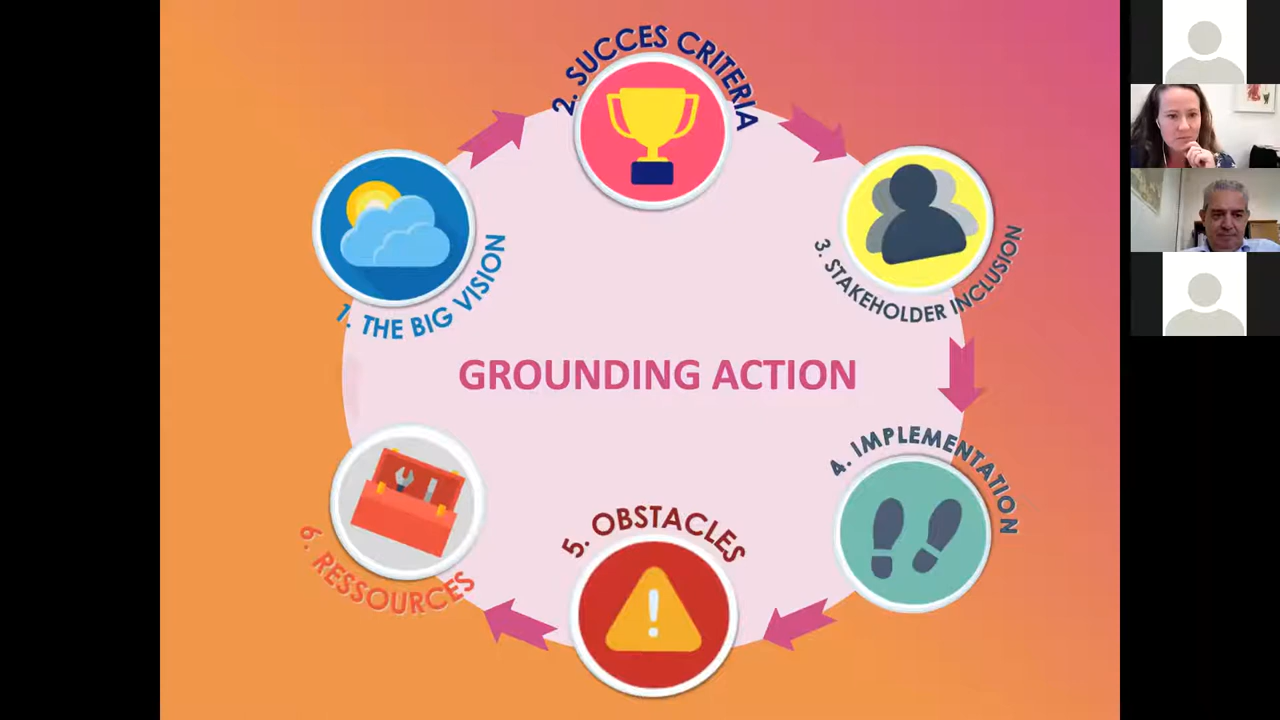 2. SUCCES CRITERIA
1. THE BIG VISION
3. STAKEHOLDER INCLUSION
GROUNDING ACTION
4. IMPLEMENTATION
5. OBSTACLES
6. RESSOURCES